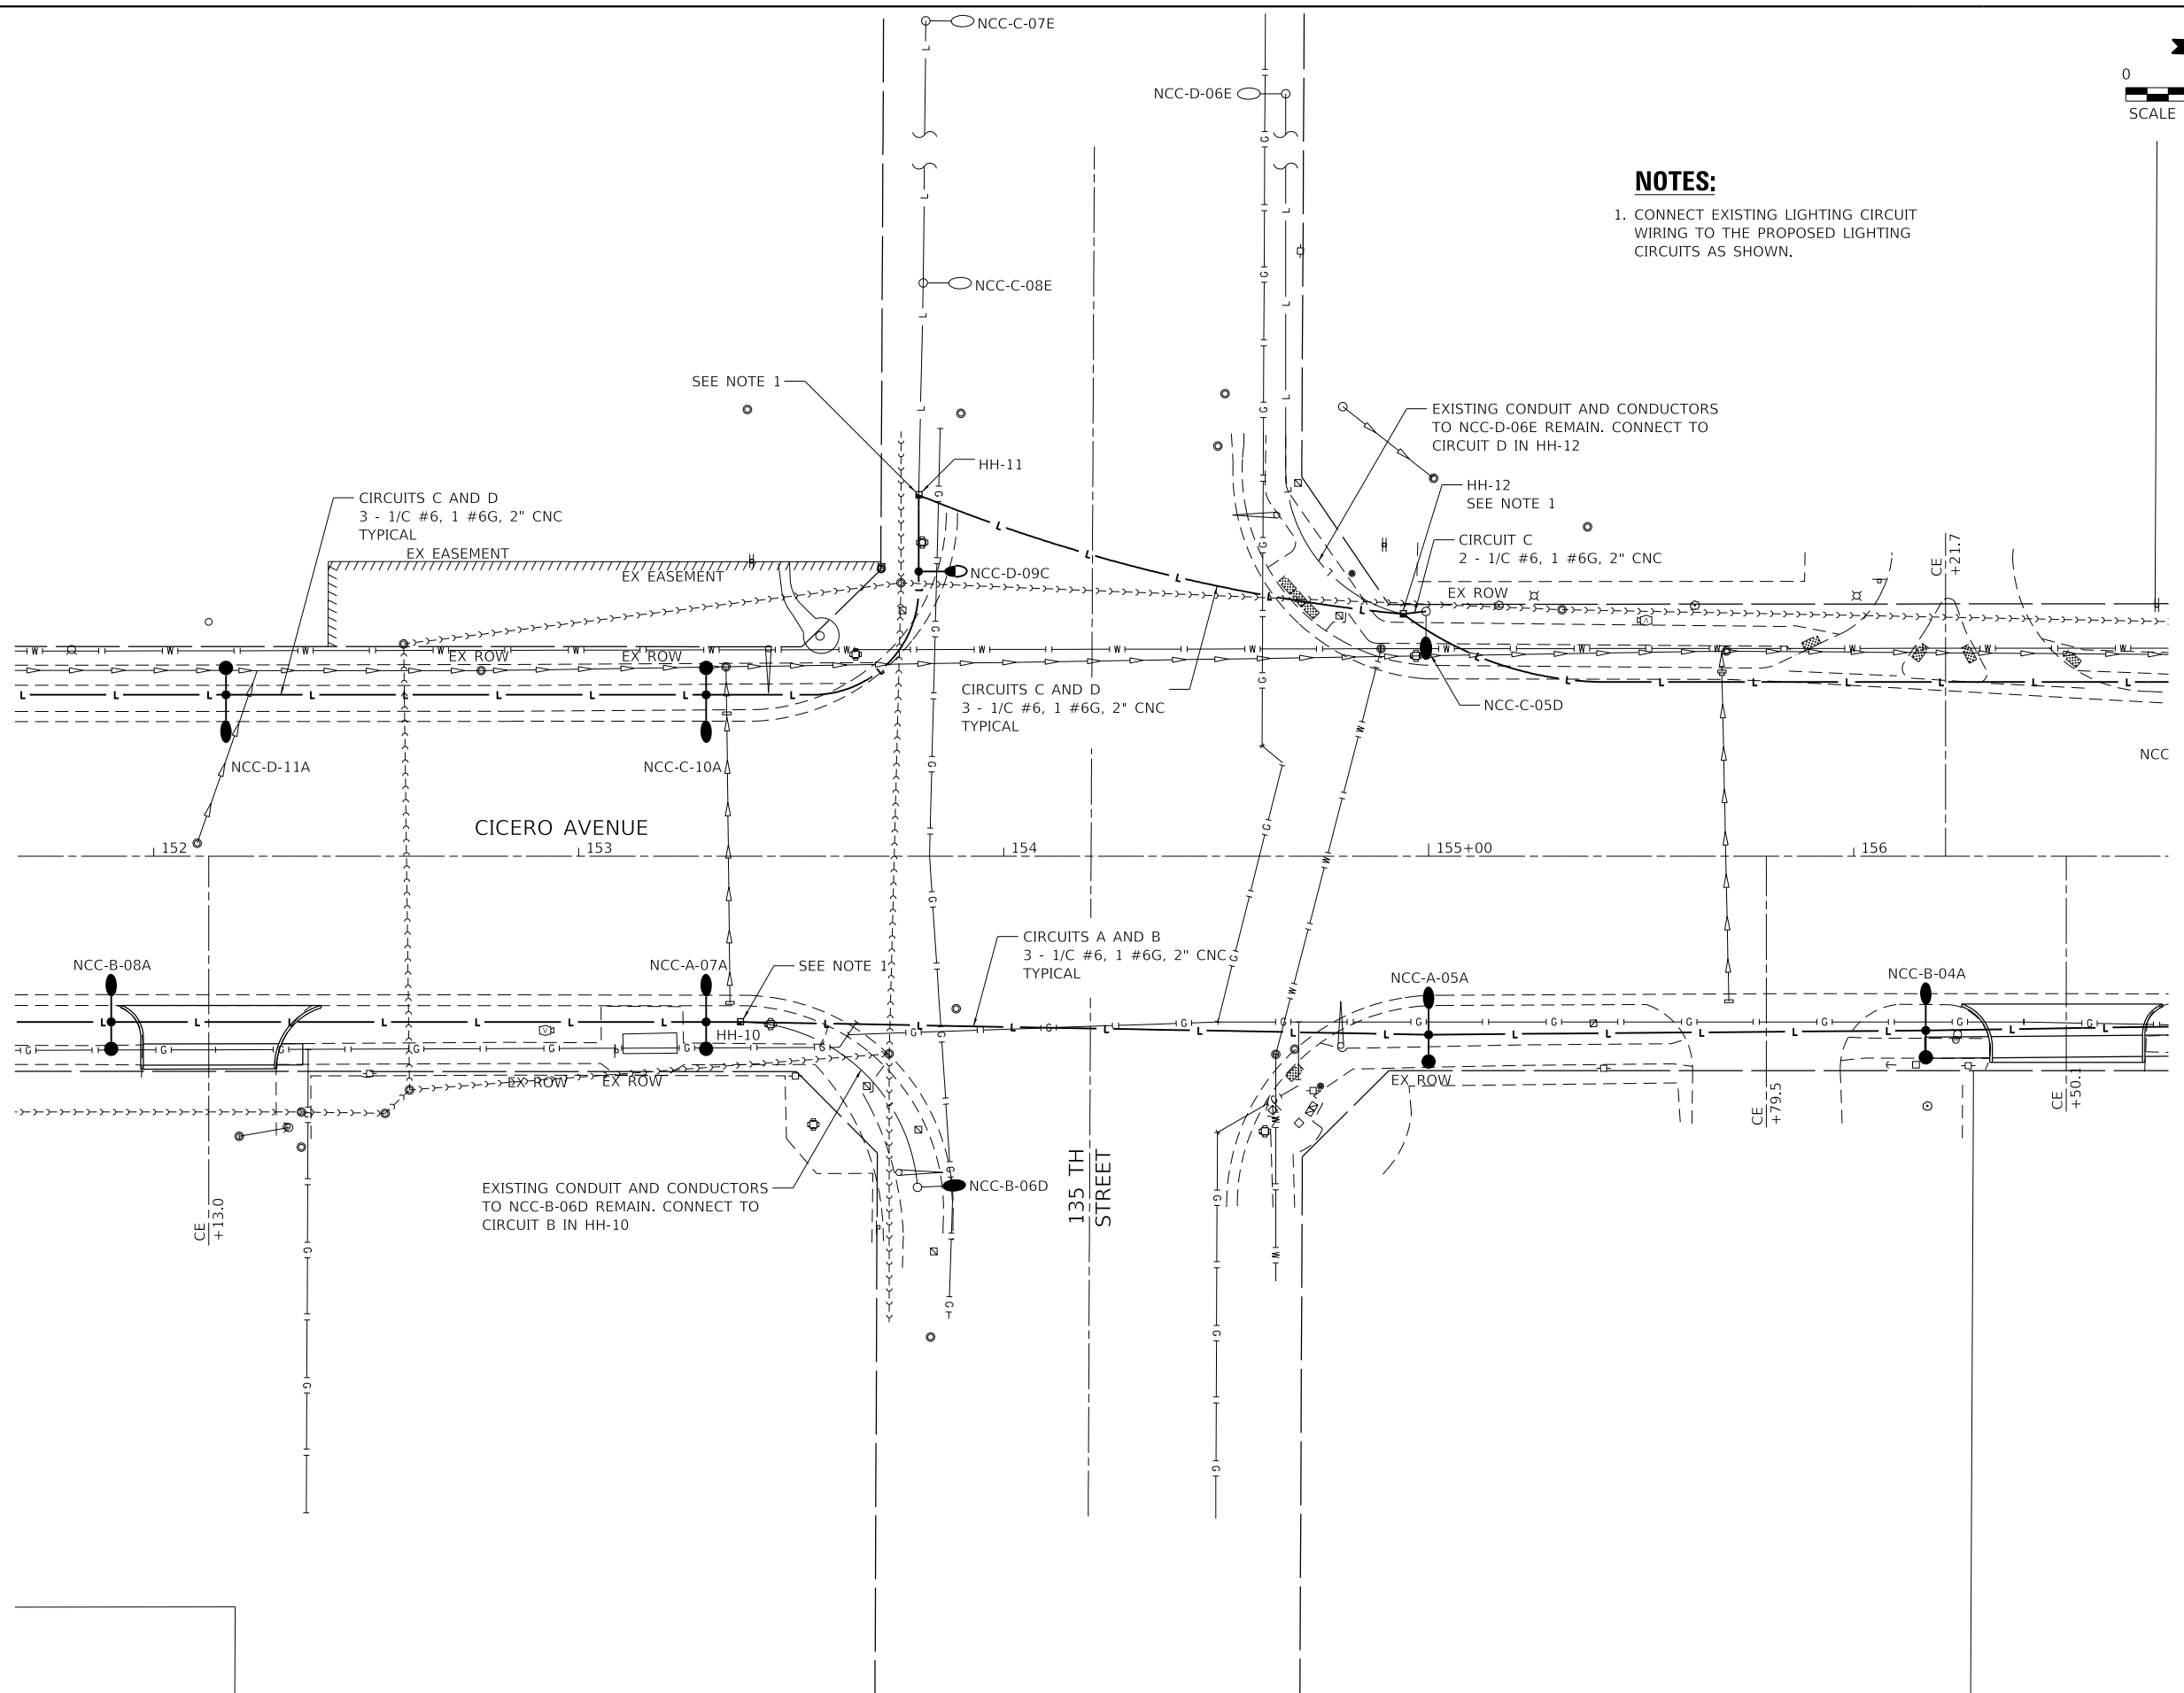 NCC-C-07E
NCC-D-06E
0
SCALE
NOTES:
1. CONNECT EXISTING LIGHTING CIRCUIT
WIRING TO THE PROPOSED LIGHTING
CIRCUITS AS SHOWN.
NCC-C-08E
SEE NOTE 1
HH-11
EXISTING CONDUIT AND CONDUCTORS
TO NCC-D-06E REMAIN. CONNECT TO
CIRCUIT D IN HH-12
HH-12
SEE NOTE 1
CIRCUITS C AND D
3 - 1/C #6, 1 #6G, 2" CNC
TYPICAL
EX EASEMENT
EX EASEMENT
NCC-D-09C
CIRCUIT C
2 - 1/C #6, 1 #6G, 2" CNC
EX ROW
CE
+21.7
EX ROW
EX ROW
CIRCUITS C AND D
3 - 1/C #6, 1 #6G, 2" CNC
TYPICAL
NCC-C-05D
NCC-D-11A
NCC-C-10A
NCC
CICERO AVENUE
152
153
154
155+00
156
NCC-B-08A
NCC-A-07A
SEE NOTE 1
CIRCUITS A AND B
3 - 1/C #6, 1 #6G, 2" CNC
TYPICAL
NCC-A-05A
NCC-B-04A
HH-10
EX ROW
EX ROW
EX ROW
CE
+79.5
CE
+50.1
EXISTING CONDUIT AND CONDUCTORS
TO NCC-B-06D REMAIN. CONNECT TO
CIRCUIT B IN HH-10
NCC-B-06D
135 TH
STREET
CE
+13.0